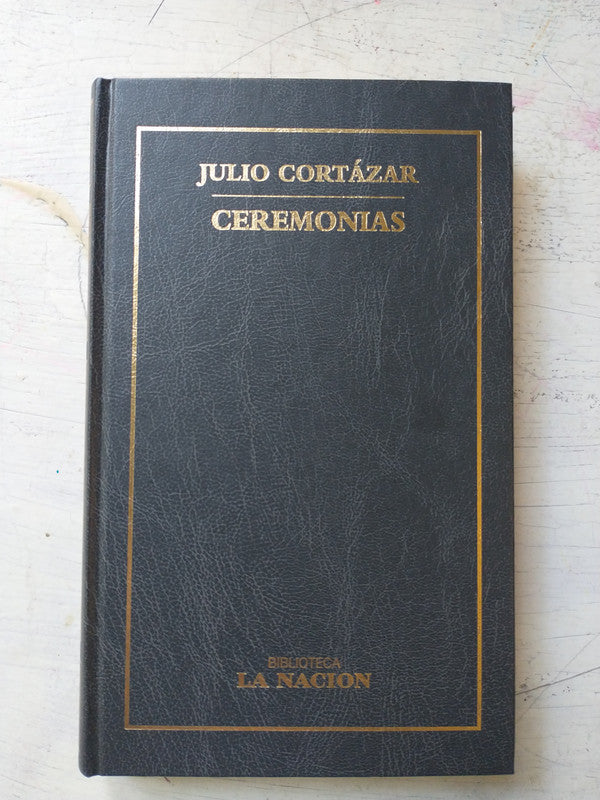 JULIO CORTÁZAR
CEREMONIAS
BIBLIOTECA
LA NACION